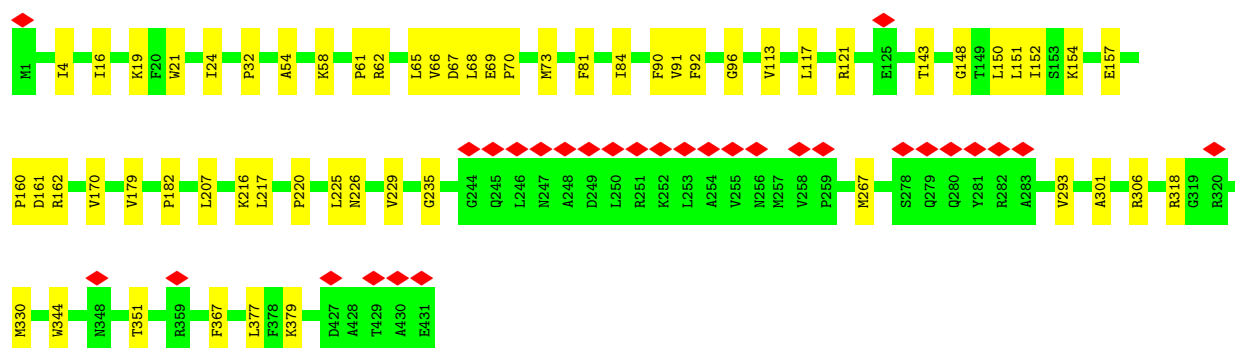 M1 I4 I16 K19 F20 W21 I24 P32 A54 K58 P61 R62 L65 V66 D67 L68 E69 P70 M73 F81 I84 F90 V91 F92 G96 V113 L117 R121 E125 T143 G148 T149 L150 L151 I152 S153 K154 E157
P160 D161 R162 V170 V179 P182 L207 K216 L217 P220 L225 N226 V229 G235 G244 Q245 L246 N247 A248 D249 L250 R251 K252 L253 A254 V255 N256 M257 V258 P259 M267 S278 Q279 Q280 Y281 R282 A283 V293 A301 R306 R318 G319 R320
M330 W344 N348 T351 R359 F367 L377 F378 K379 D427 A428 T429 A430 E431